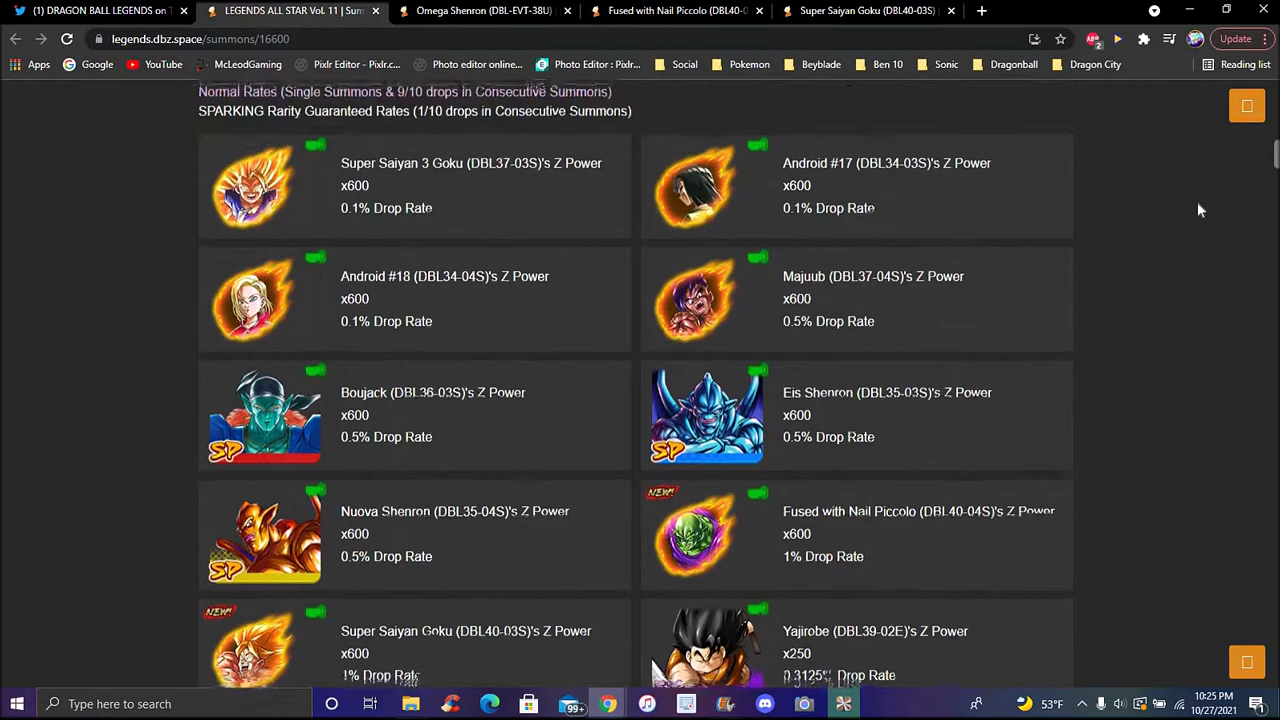 (1) DRAGON BALL LEGENDS on T
LEGENDS ALL STAR Vol. 11 | Sum
Omega Shenron (DBL-EVT-38U) |
Fused with Nail Piccolo (DBL40-0
Super Saiyan Goku (DBL40-03S) |
legends.dbz.space/summons/16600
ABP
2
Update
Apps
Google
YouTube
McLeodGaming
Pixlr Editor - Pixlr.c...
Photo editor online...
Photo Editor : Pixlr...
Social
Pokemon
Beyblade
Ben 10
Sonic
Dragonball
Dragon City
Reading list
Normal Rates (Single Summons & 9/10 drops in Consecutive Summons)
SPARKING Rarity Guaranteed Rates (1/10 drops in Consecutive Summons)
Super Saiyan 3 Goku (DBL37-03S)'s Z Power
x600
0.1% Drop Rate
Android #17 (DBL34-03S)'s Z Power
x600
0.1% Drop Rate
Android #18 (DBL34-04S)'s Z Power
x600
0.1% Drop Rate
Majuub (DBL37-04S)'s Z Power
x600
0.5% Drop Rate
SP
Boujack (DBL36-03S)'s Z Power
x600
0.5% Drop Rate
SP
Eis Shenron (DBL35-03S)'s Z Power
x600
0.5% Drop Rate
SP
Nuova Shenron (DBL35-04S)'s Z Power
x600
0.5% Drop Rate
NEW!
Fused with Nail Piccolo (DBL40-04S)'s Z Power
x600
1% Drop Rate
NEW!
Super Saiyan Goku (DBL40-03S)'s Z Power
x600
1% Drop Rate
Yajirobe (DBL39-02E)'s Z Power
x250
0.3125% Drop Rate
Type here to search
99+
53°F
10:25 PM
10/27/2021
1